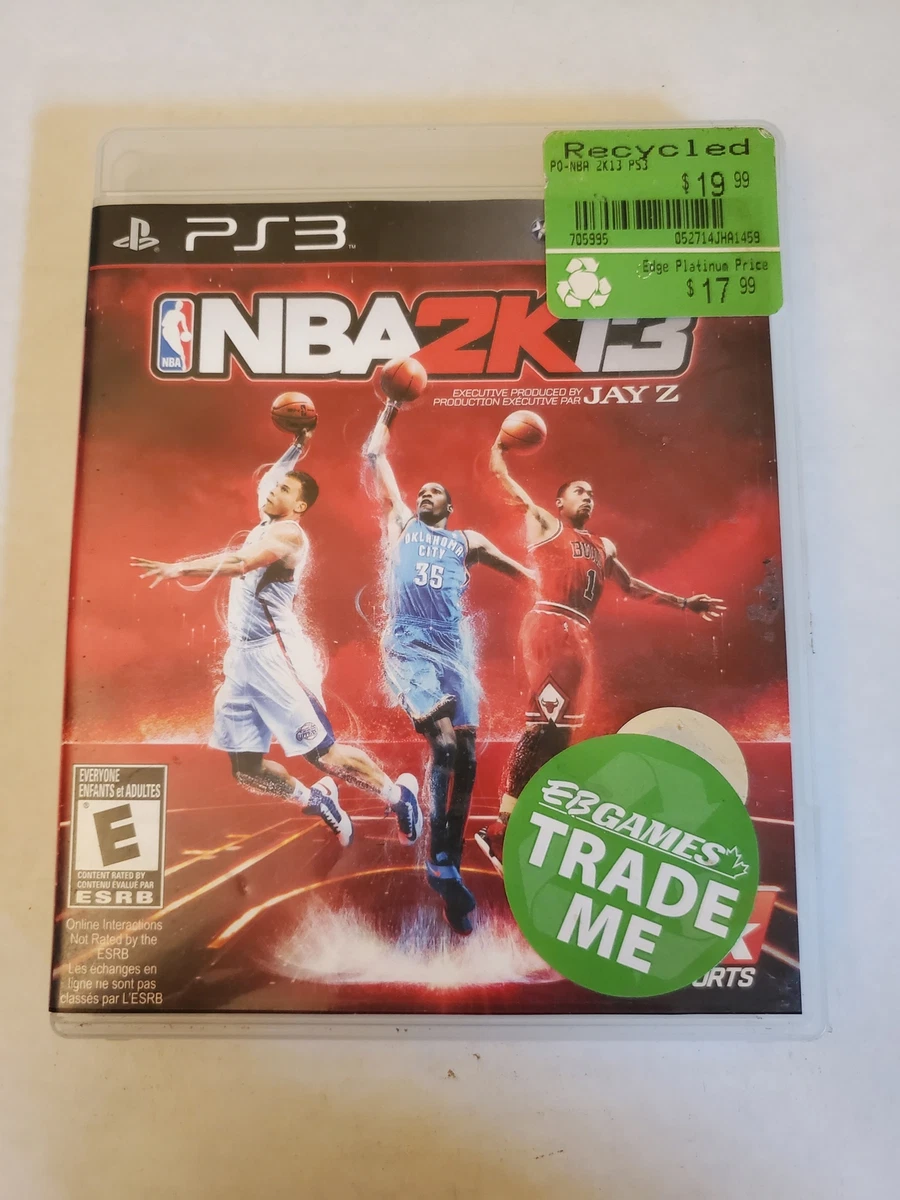 Recycled
PO-NBA 2K13 PS3
$19 99
705995 052714JHA1459
Edge Platinum Price
$17 99
PS3
NBA
NBA2K13
EXECUTIVE PRODUCED BY
PRODUCTION EXÉCUTIVE PAR
JAY Z
OKLAHOMA
CITY
35
1
EVERYONE
ENFANTS et ADULTES
E
CONTENT RATED BY
CONTENU ÉVALUÉ PAR
ESRB
Online Interactions
Not Rated by the
ESRB
Les échanges en
ligne ne sont pas
classés par L'ESRB
EBGAMES
TRADE
ME